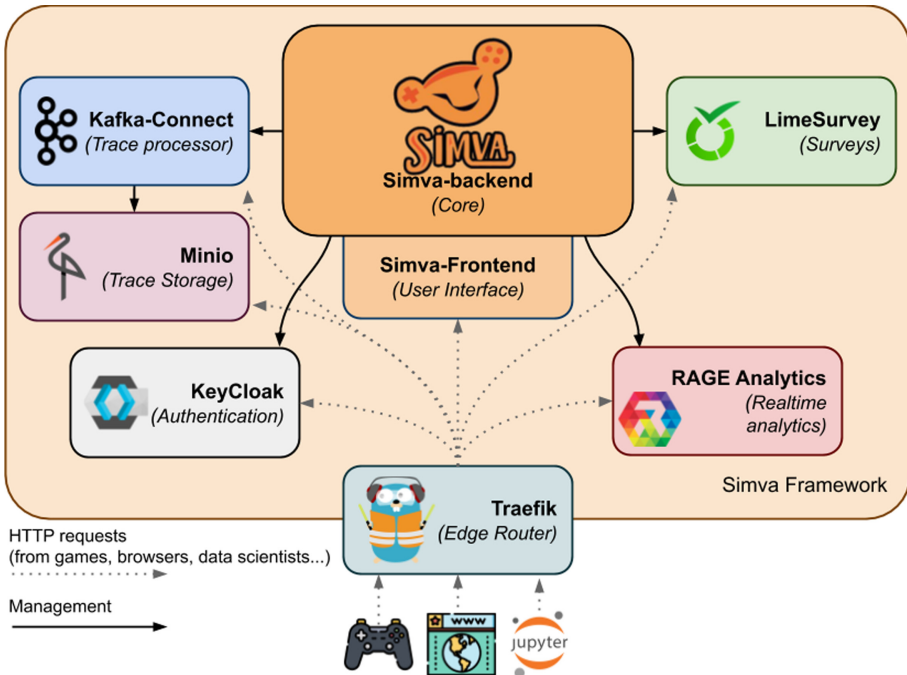 SIMVA
Simva-backend
(Core)
Kafka-Connect
(Trace processor)
LimeSurvey
(Surveys)
Minio
(Trace Storage)
Simva-Frontend
(User Interface)
KeyCloak
(Authentication)
RAGE Analytics
(Realtime
analytics)
Simva Framework
Traefik
(Edge Router)
HTTP requests
(from games, browsers, data scientists...)
Management
WWW
jupyter